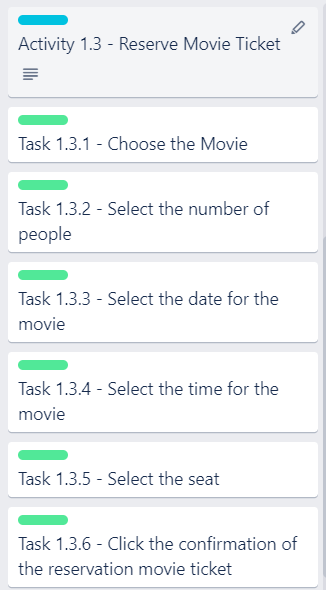 Activity 1.3 - Reserve Movie Ticket
Task 1.3.1 - Choose the Movie
Task 1.3.2 - Select the number of
people
Task 1.3.3 - Select the date for the
movie
Task 1.3.4 - Select the time for the
movie
Task 1.3.5 - Select the seat
Task 1.3.6 - Click the confirmation of
the reservation movie ticket